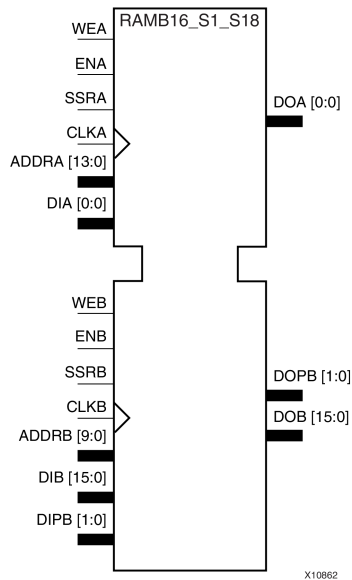 RAMB16_S1_S18
WEA
ENA
SSRA
DOA [0:0]
CLKA
ADDRA [13:0]
DIA [0:0]
WEB
ENB
SSRB
DOPB [1:0]
CLKB
DOB [15:0]
ADDRB [9:0]
DIB [15:0]
DIPB [1:0]
X10862